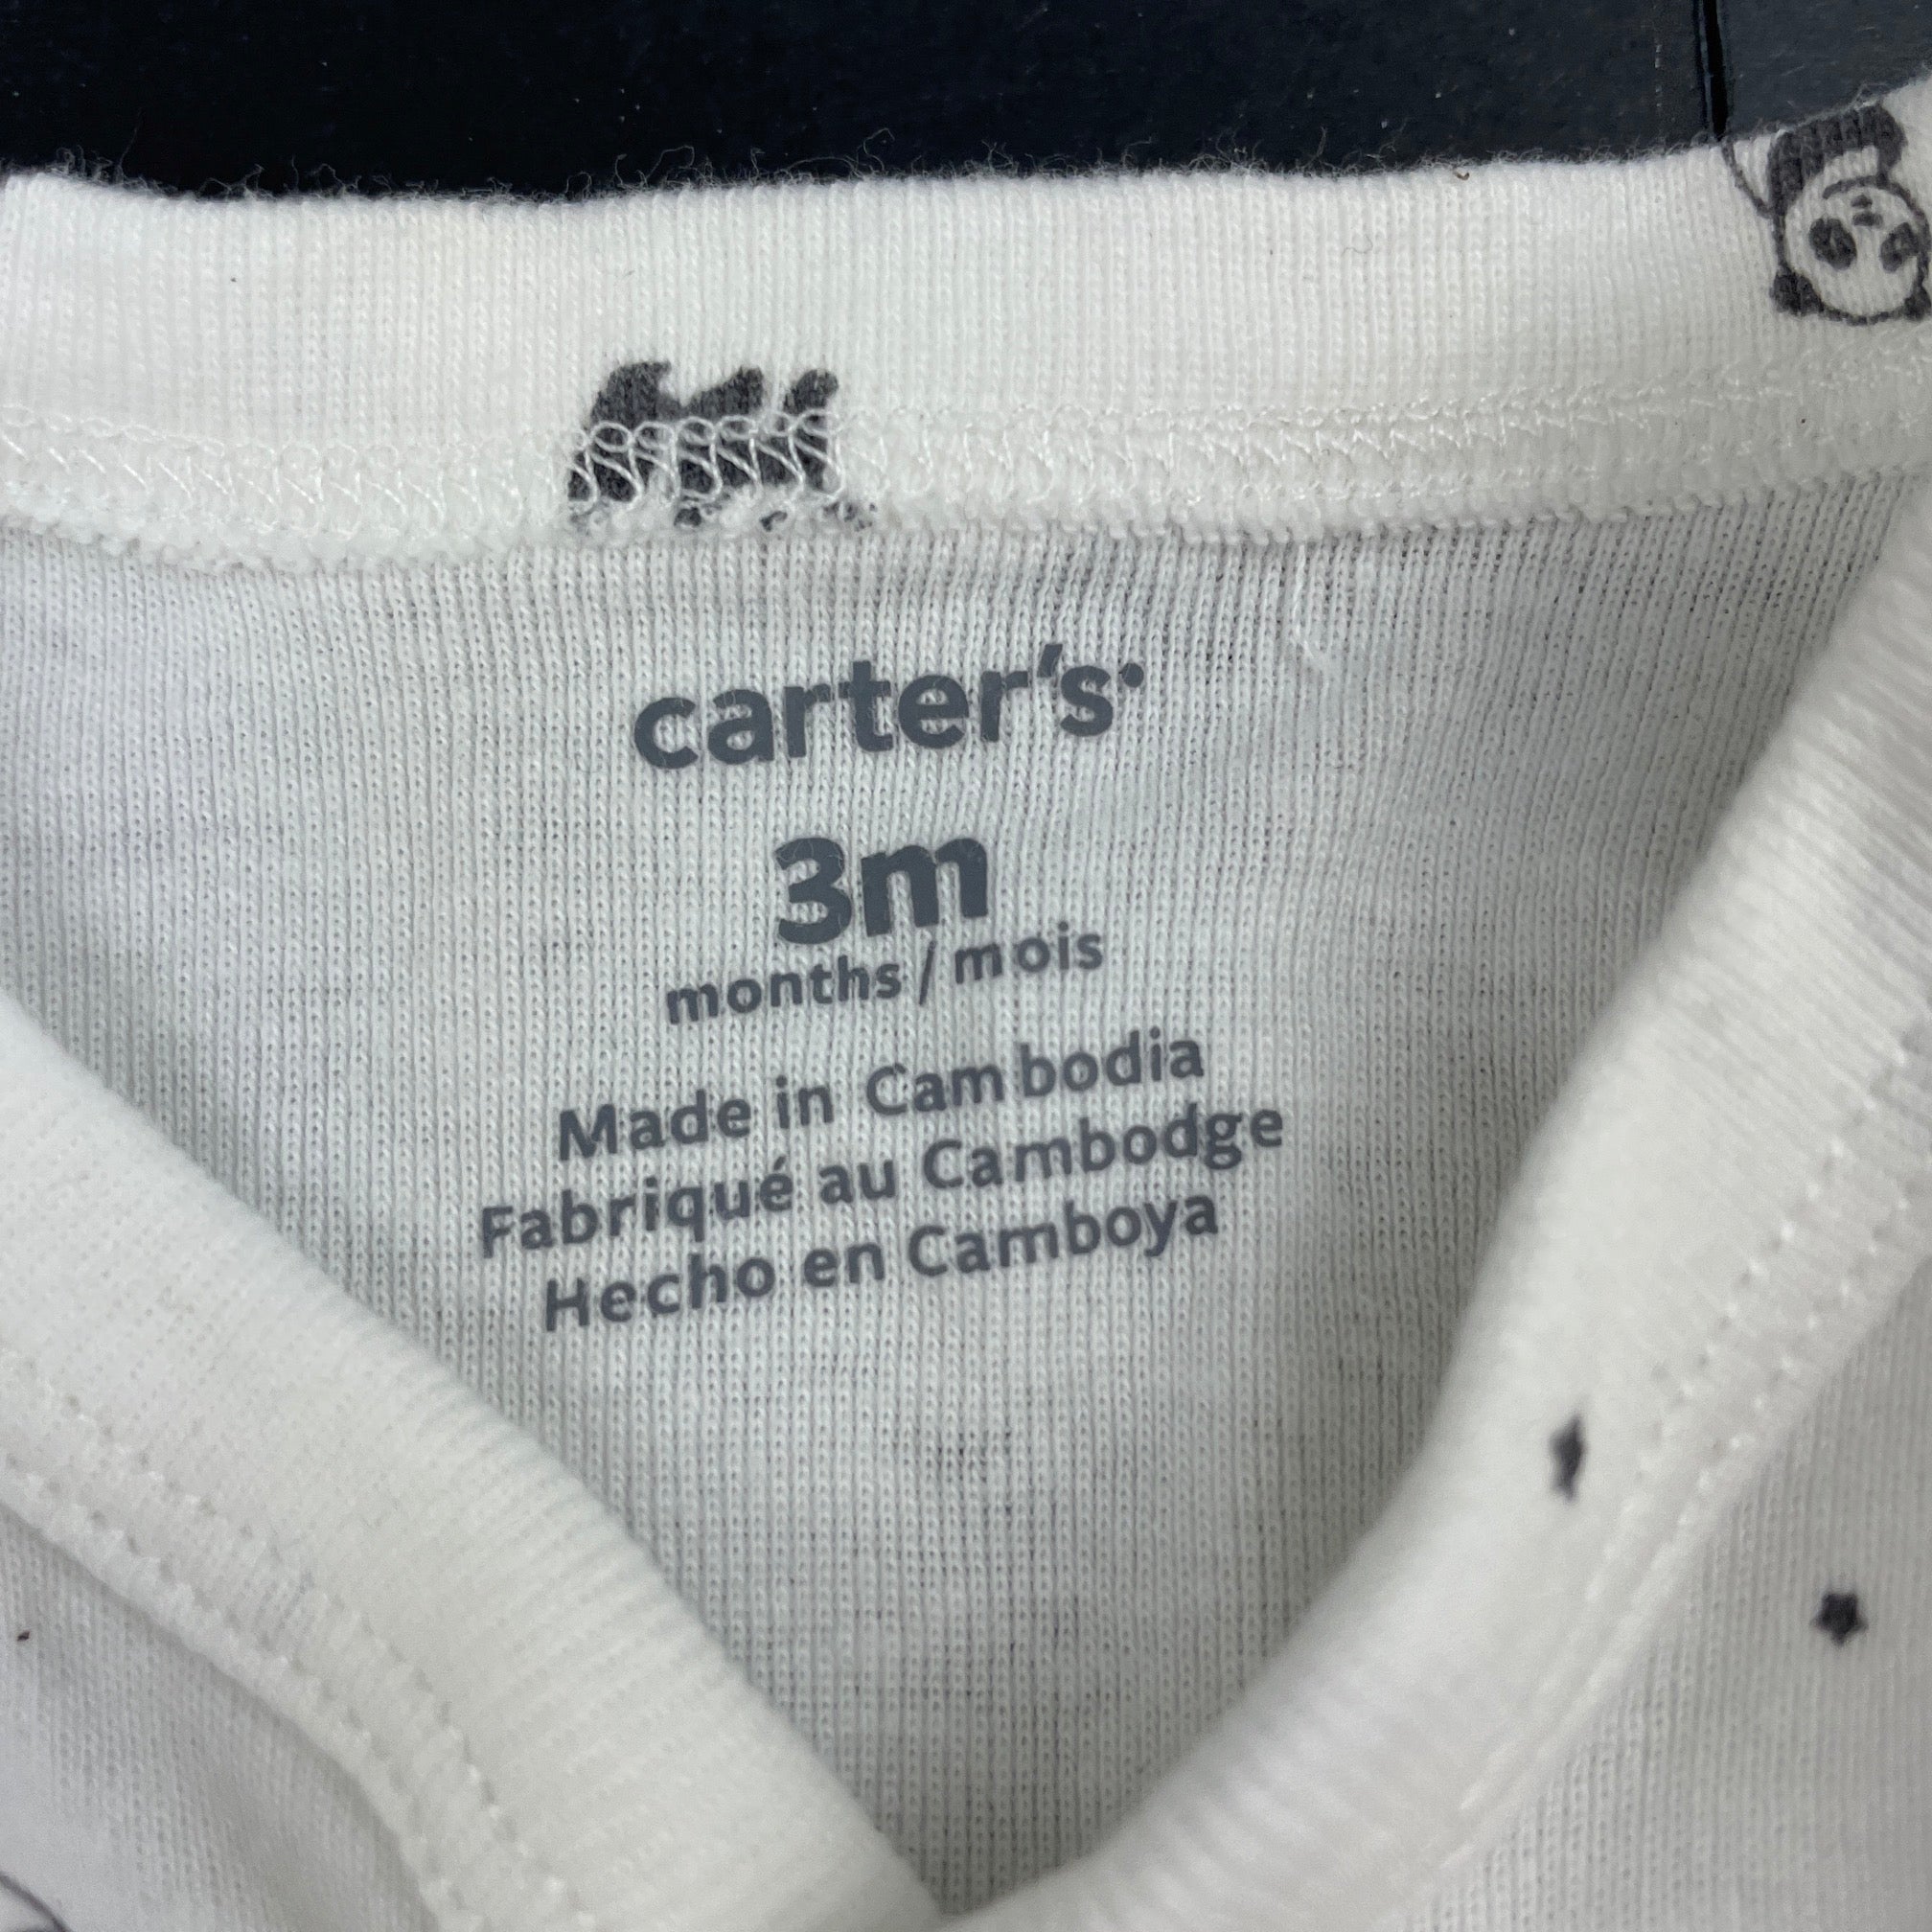 carter's
3m
months / mois
Made in Cambodia
Fabriqué au Cambodge
Hecho en Camboya